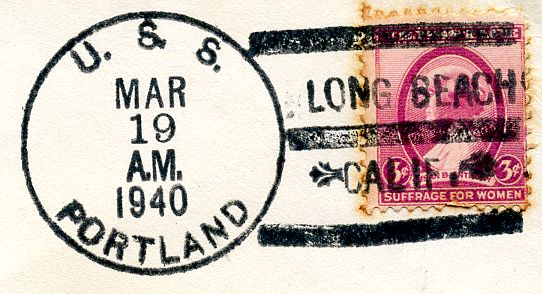 U. S. S.
MAR
19
A.M.
1940
PORTLAND
LONG BEACH
CALIF.
3¢ 3¢
SUFFRAGE FOR WOMEN